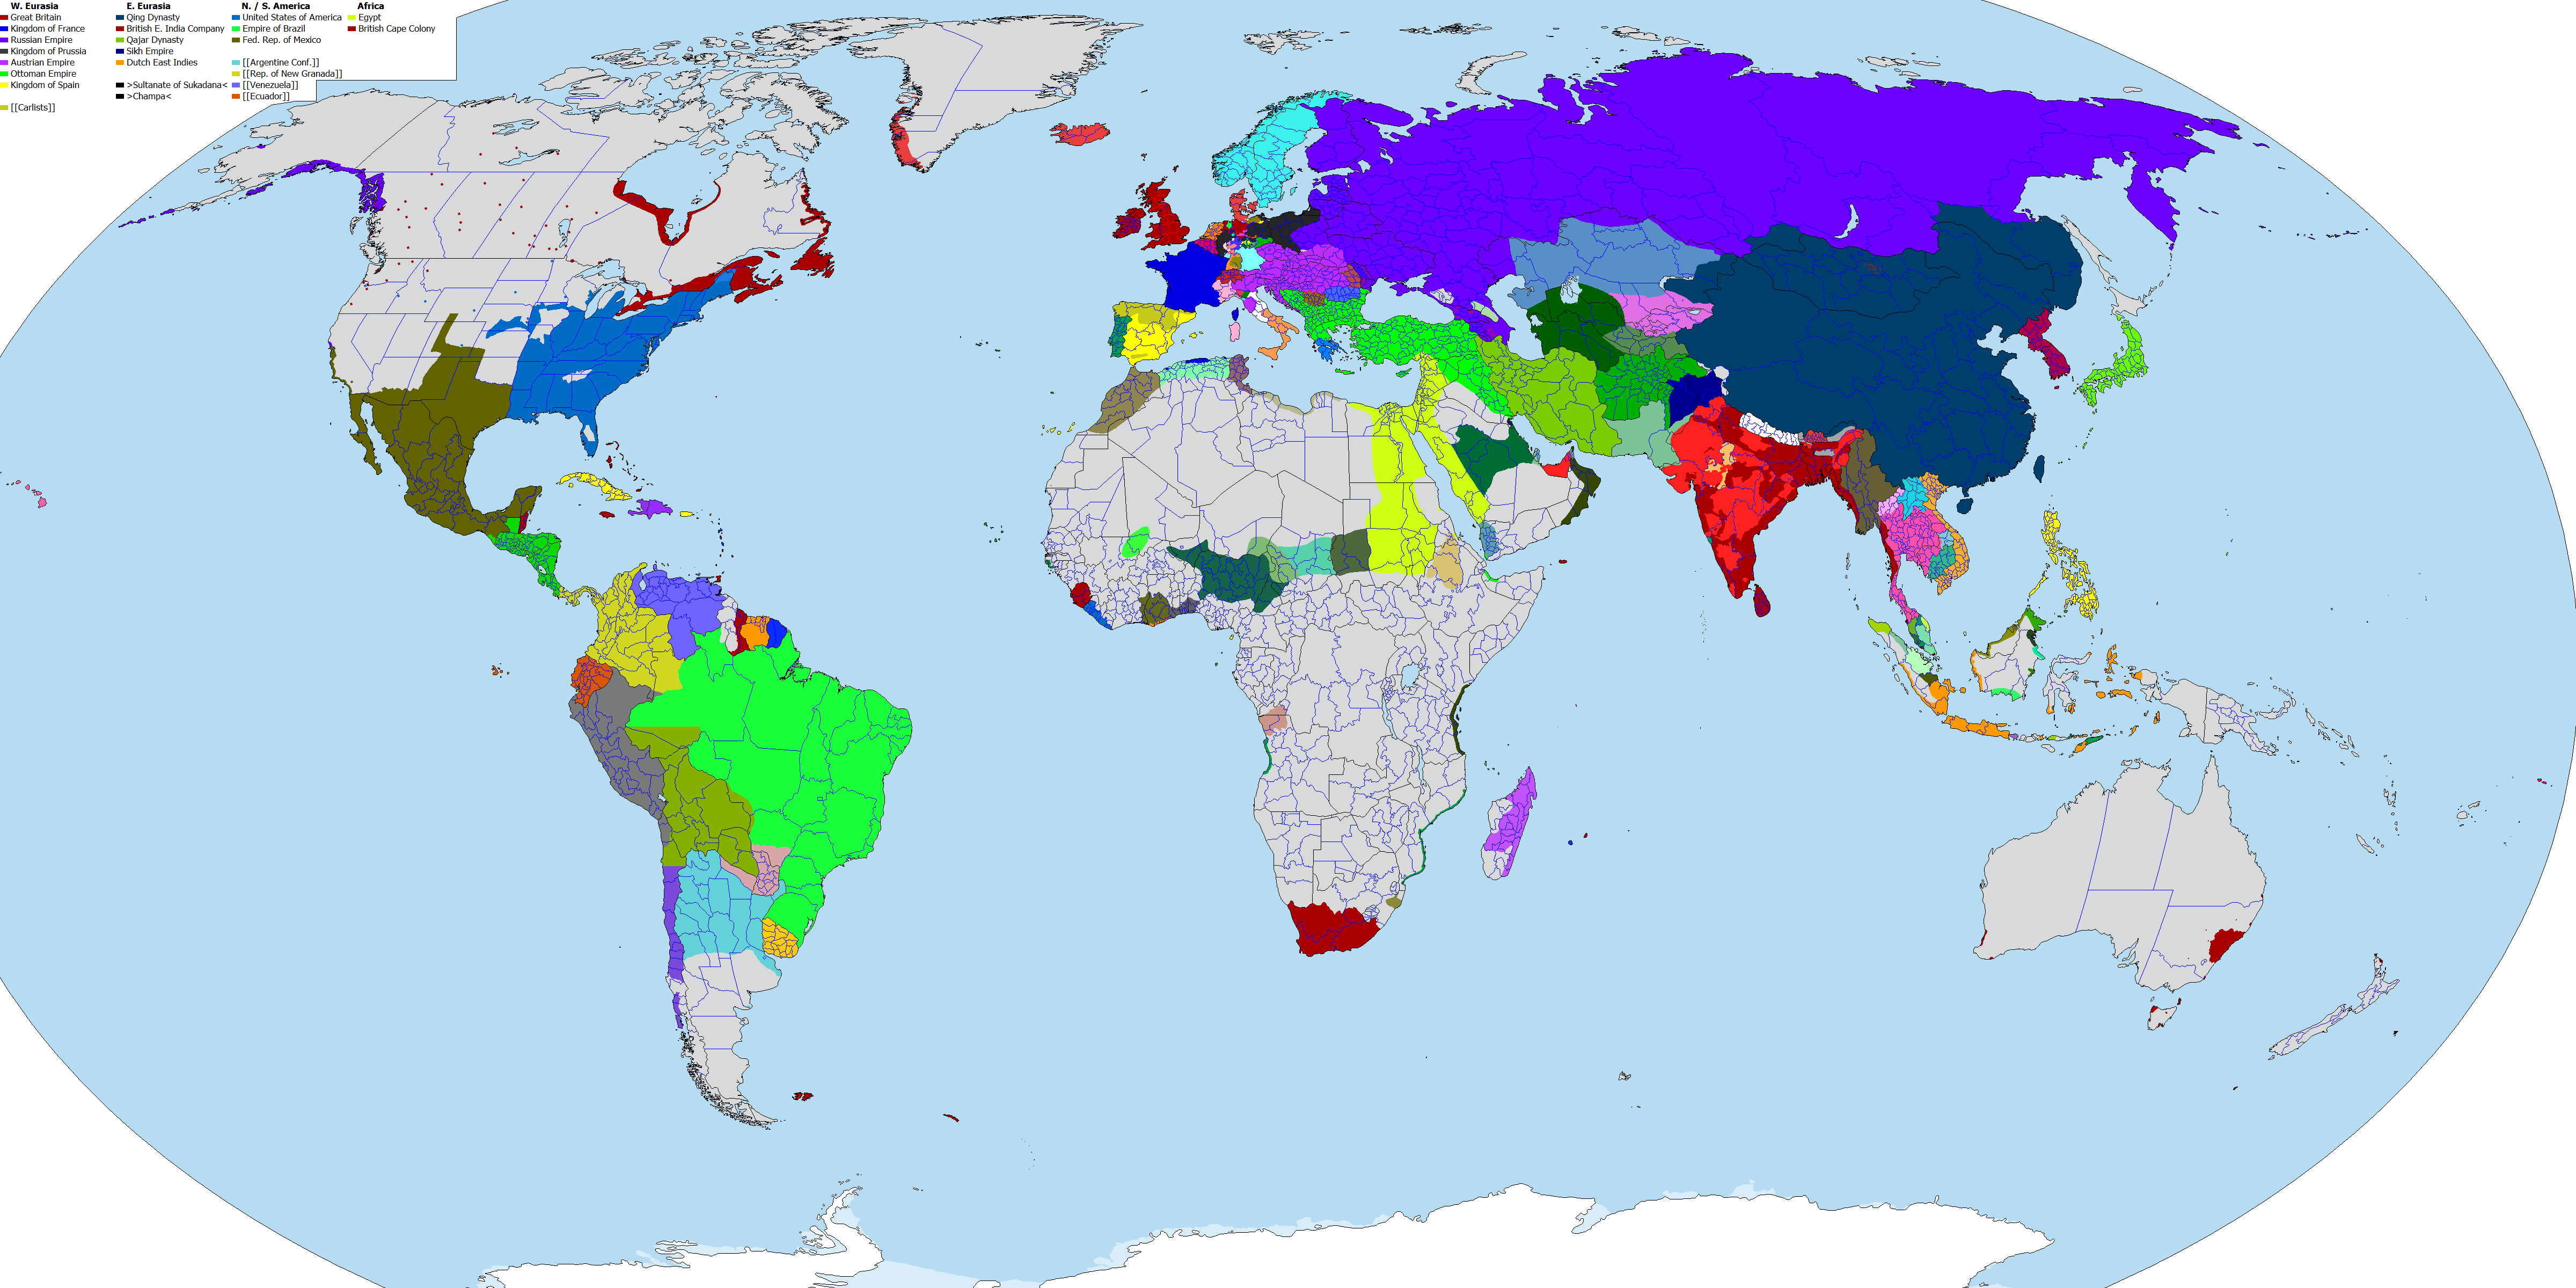 W. Eurasia
Great Britain
Kingdom of France
Russian Empire
Kingdom of Prussia
Austrian Empire
Ottoman Empire
Kingdom of Spain
[[Carlists]]
E. Eurasia
Qing Dynasty
British E. India Company
Qajar Dynasty
Sikh Empire
Dutch East Indies
>Sultanate of Sukadana<
>Champa<
N. / S. America
United States of America
Empire of Brazil
Fed. Rep. of Mexico
[[Argentine Conf.]]
[[Rep. of New Granada]]
[[Venezuela]]
[[Ecuador]]
Africa
Egypt
British Cape Colony